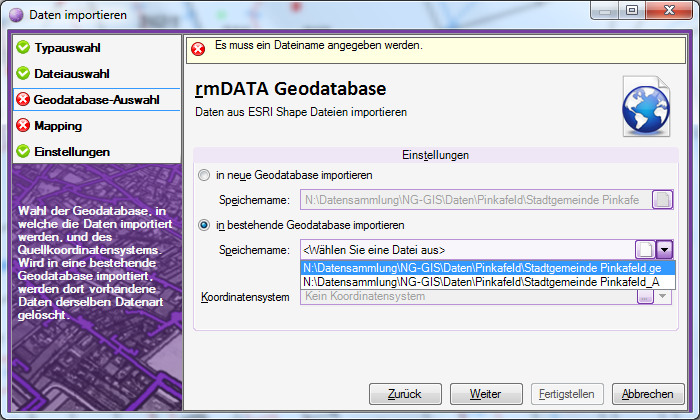 Daten importieren
Typauswahl
Dateiauswahl
Geodatabase-Auswahl
Mapping
Einstellungen
Wahl der Geodatabase, in
welche die Daten importiert
werden, und des
Quellkoordinatensystems.
Wird in eine bestehende
Geodatabase importiert,
werden dort vorhandene
Daten derselben Datenart
gelöscht.
Es muss ein Dateiname angegeben werden.
rmDATA Geodatabase
Daten aus ESRI Shape Dateien importieren
Einstellungen
in neue Geodatabase importieren
Speichername: N:\Datensammlung\NG-GIS\Daten\Pinkafeld\Stadtgemeinde Pinkafe
in bestehende Geodatabase importieren
Speichername: <Wählen Sie eine Datei aus>
N:\Datensammlung\NG-GIS\Daten\Pinkafeld\Stadtgemeinde Pinkafeld.ge
N:\Datensammlung\NG-GIS\Daten\Pinkafeld\Stadtgemeinde Pinkafeld_A
Koordinatensystem Kein Koordinatensystem ...
Zurück Weiter Fertigstellen Abbrechen